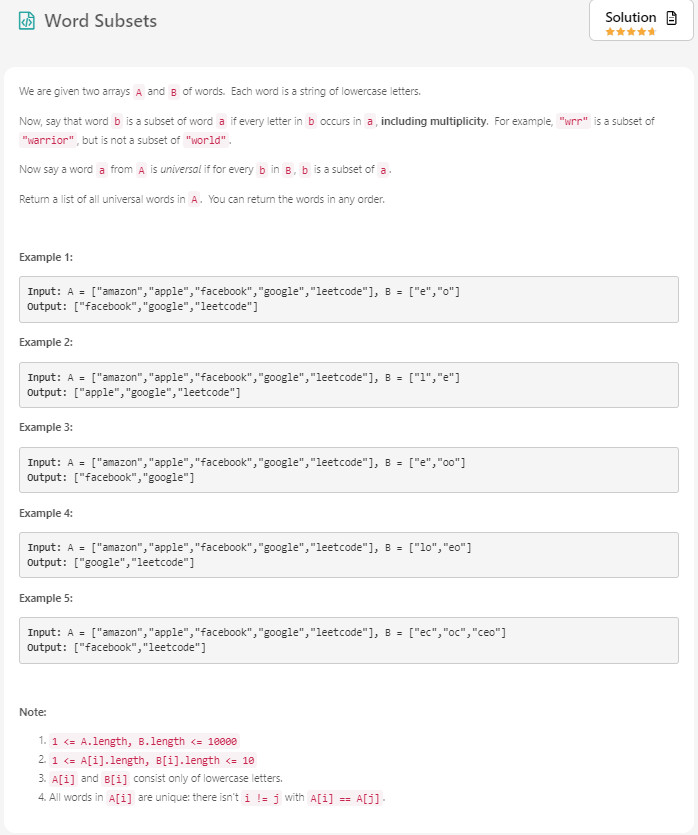 Word Subsets
Solution
We are given two arrays A and B of words. Each word is a string of lowercase letters.
Now, say that word b is a subset of word a if every letter in b occurs in a, including multiplicity. For example, "wrr" is a subset of
"warrior", but is not a subset of "world".
Now say a word a from A is universal if for every b in B, b is a subset of a.
Return a list of all universal words in A. You can return the words in any order.
Example 1:
Input: A = ["amazon","apple","facebook","google","leetcode"], B = ["e","o"]
Output: ["facebook","google","leetcode"]
Example 2:
Input: A = ["amazon","apple","facebook","google","leetcode"], B = ["l","e"]
Output: ["apple","google","leetcode"]
Example 3:
Input: A = ["amazon","apple","facebook","google","leetcode"], B = ["e","oo"]
Output: ["facebook","google"]
Example 4:
Input: A = ["amazon","apple","facebook","google","leetcode"], B = ["lo","eo"]
Output: ["google","leetcode"]
Example 5:
Input: A = ["amazon","apple","facebook","google","leetcode"], B = ["ec","oc","ceo"]
Output: ["facebook","leetcode"]
Note:
1. 1 <= A.length, B.length <= 10000
2. 1 <= A[i].length, B[i].length <= 10
3. A[i] and B[i] consist only of lowercase letters.
4. All words in A[i] are unique: there isn't i != j with A[i] == A[j].